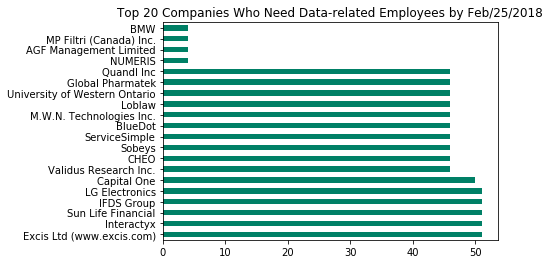 Top 20 Companies Who Need Data-related Employees by Feb/25/2018
BMW
MP Filtri (Canada) Inc.
AGF Management Limited
NUMERIS
Quandl Inc
Global Pharmatek
University of Western Ontario
Loblaw
M.W.N. Technologies Inc.
BlueDot
ServiceSimple
Sobeys
CHEO
Validus Research Inc.
Capital One
LG Electronics
IFDS Group
Sun Life Financial
Interactyx
Excis Ltd (www.excis.com)
0 10 20 30 40 50